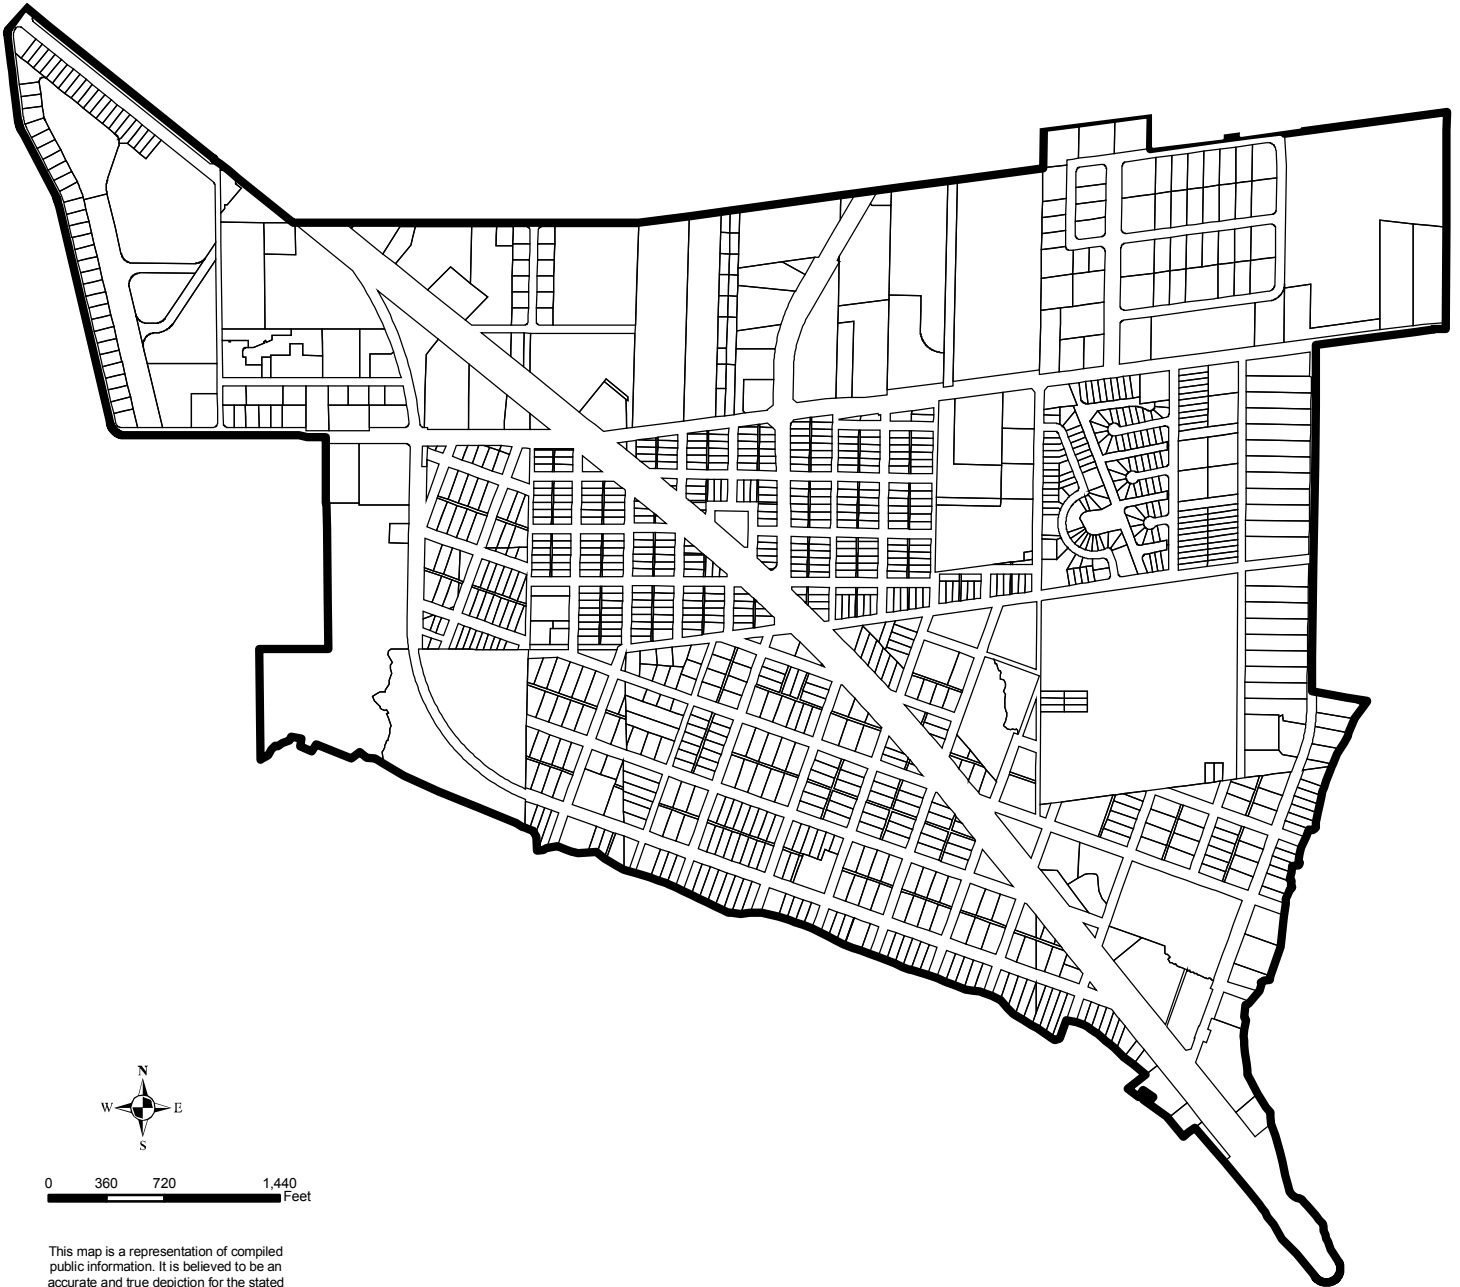 N
W E
S
0 360 720 1,440
Feet
This map is a representation of compiled
public information. It is believed to be an
accurate and true depiction for the stated